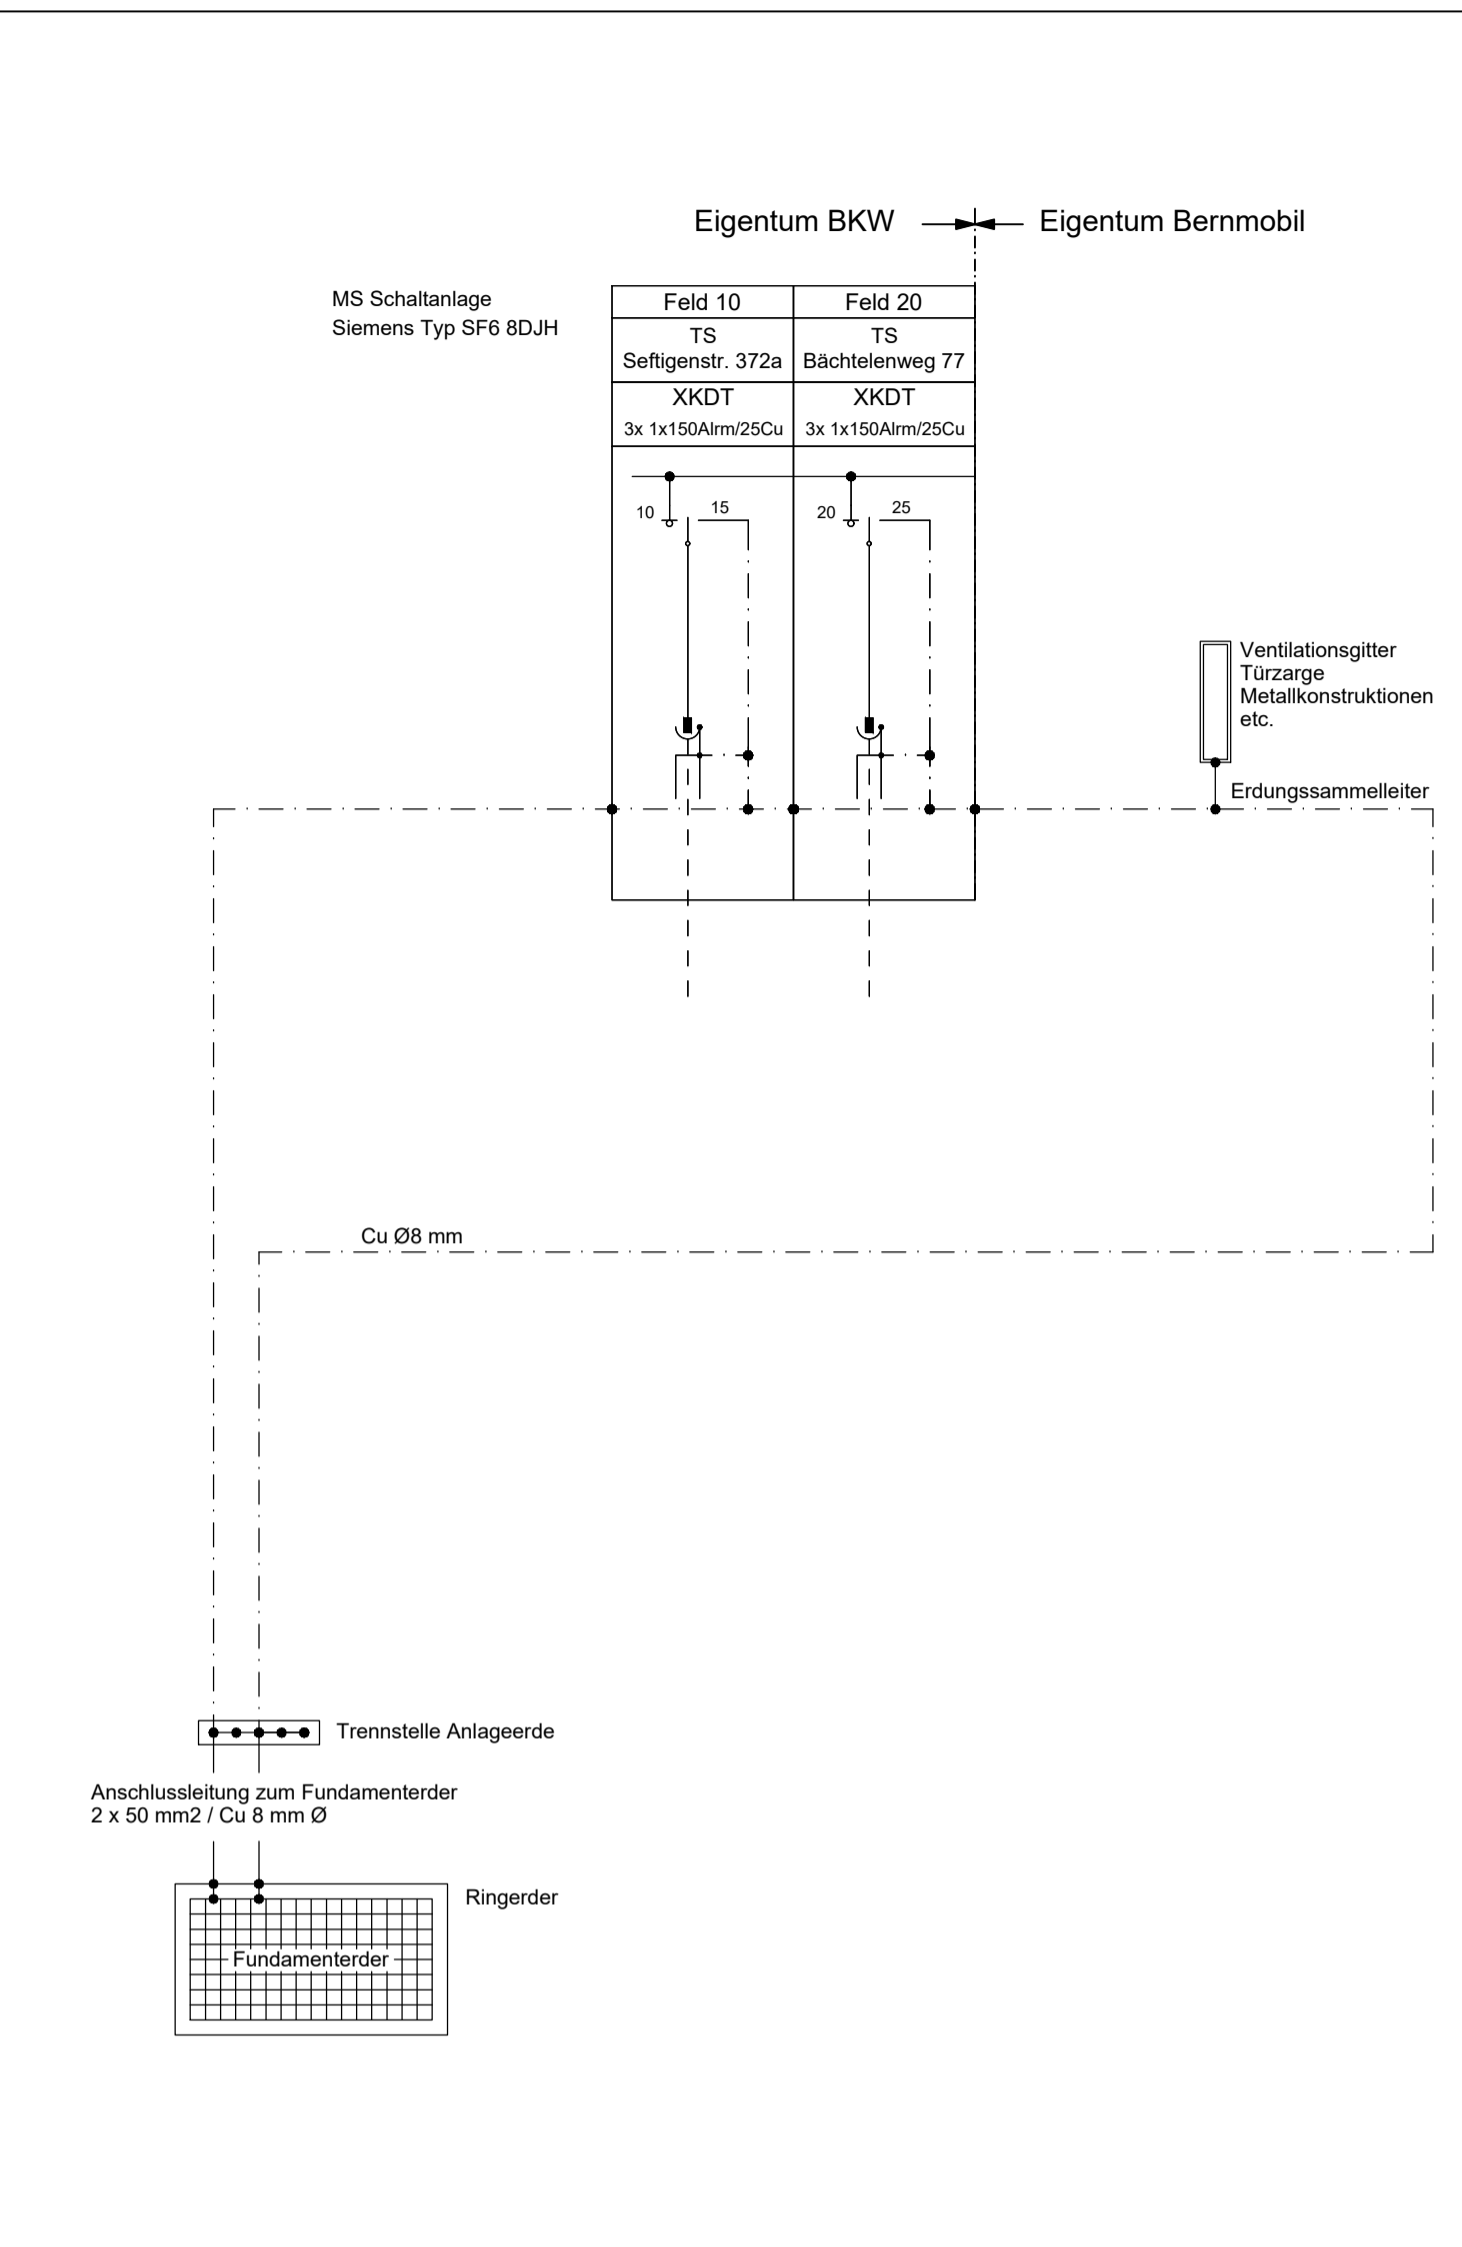 Eigentum BKW
Eigentum Bernmobil
MS Schaltanlage
Siemens Typ SF6 8DJH
Feld 10
Feld 20
TS
Seftigenstr. 372a
TS
Bächtelenweg 77
XKDT
3x 1x150Alrm/25Cu
XKDT
3x 1x150Alrm/25Cu
10
15
20
25
Ventilationsgitter
Türzarge
Metallkonstruktionen
etc.
Erdungssammelleiter
Cu Ø8 mm
Trennstelle Anlageerde
Anschlussleitung zum Fundamenterder
2 x 50 mm2 / Cu 8 mm Ø
Ringerder
Fundamenterder